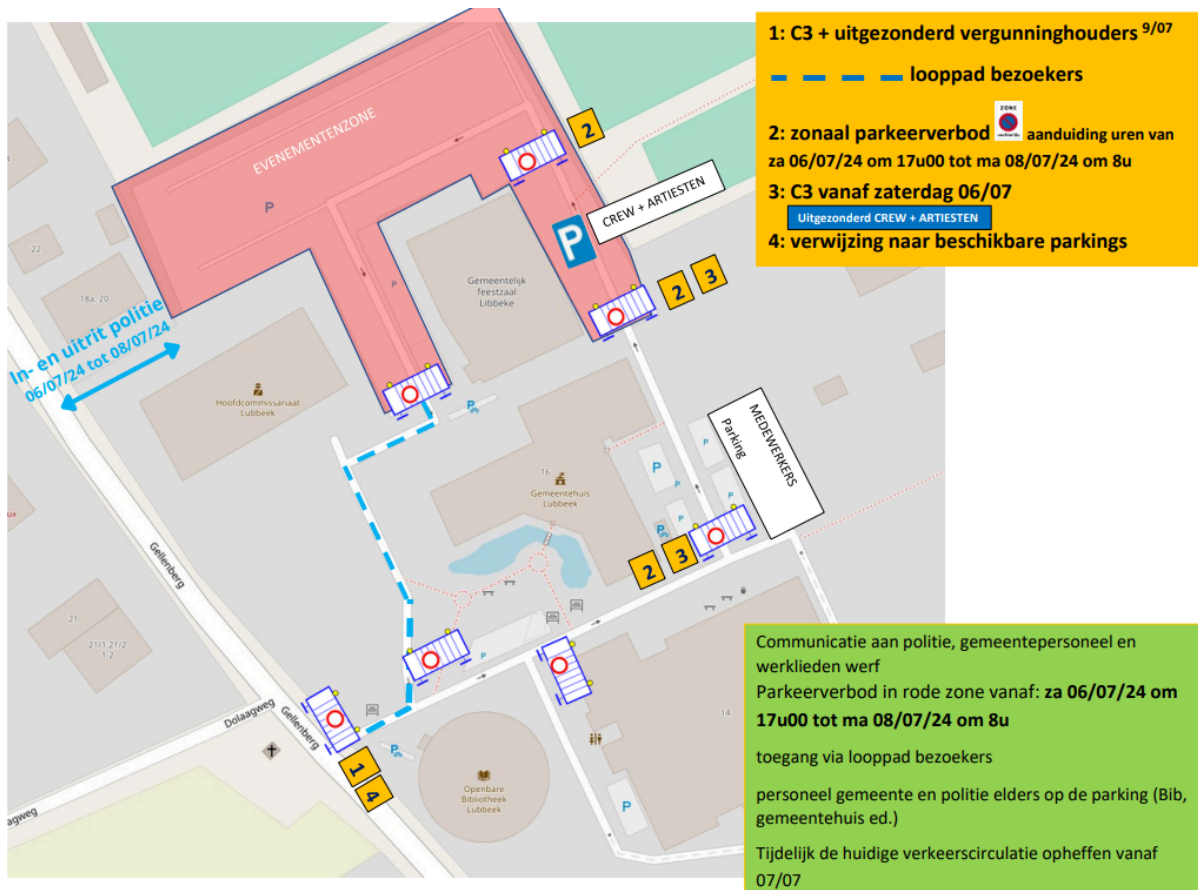 1: C3 + uitgezonderd vergunninghouders 9/07
looppad bezoekers
ZONE
2: zonaal parkeerverbod aanduiding uren van
za 06/07/24 om 17u00 tot ma 08/07/24 om 8u
3: C3 vanaf zaterdag 06/07
Uitgezonderd CREW + ARTIESTEN
4: verwijzing naar beschikbare parkings
EVENEMENTENZONE
2
P
CREW + ARTIESTEN
P
22
18a; 20
P
Gemeentelijk
feestzaal
Libbeke
2 3
In- en uitrit politie
06/07/24 tot 08/07/24
Hoofdcommissariaat
Lubbeek
P
MEDEWERKERS
Parking
P
P
P
P
P
P
16
Gemeentehuis
Lubbeek
2 3
ux
Gellenberg
21
21/1;21/2
1-2
P
Dolaagweg
Gellenberg
14
P
1
4
Openbare
Bibliotheek
Lubbeek
P
agweg
Communicatie aan politie, gemeentepersoneel en
werklieden werf
Parkeerverbod in rode zone vanaf: za 06/07/24 om
17u00 tot ma 08/07/24 om 8u
toegang via looppad bezoekers
personeel gemeente en politie elders op de parking (Bib,
gemeentehuis ed.)
Tijdelijk de huidige verkeerscirculatie opheffen vanaf
07/07